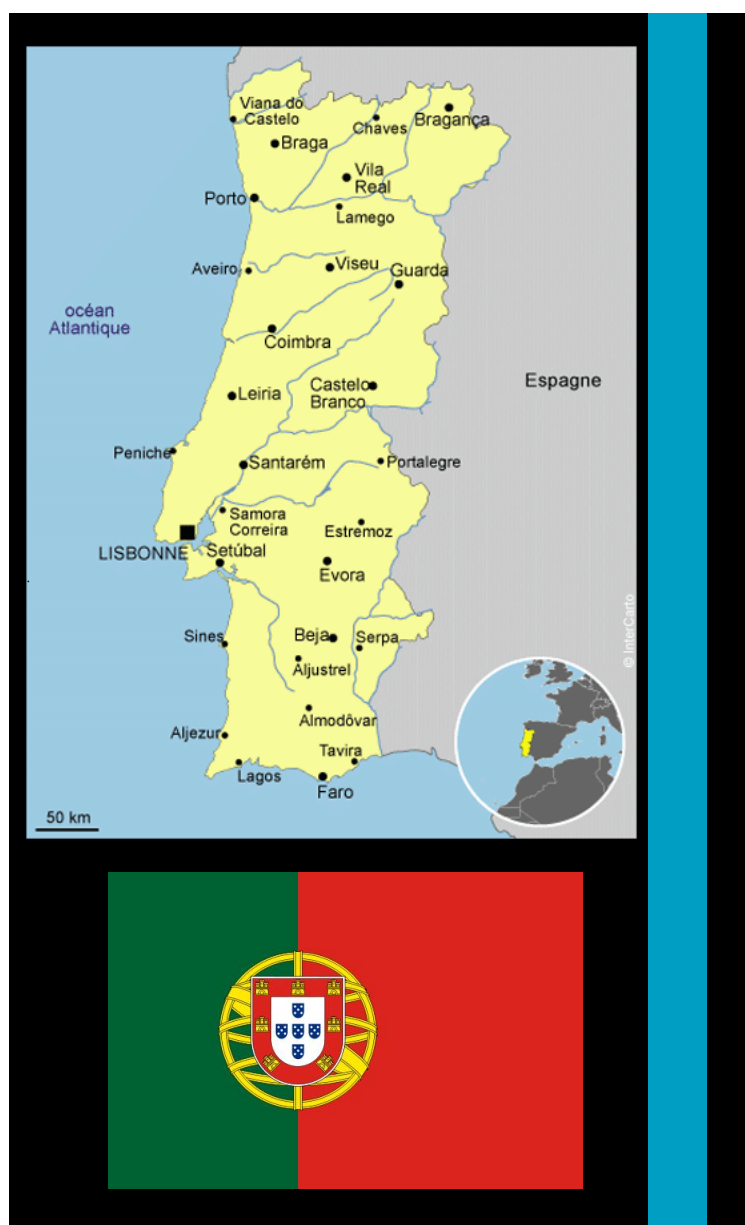 Viana do
Castelo
Chaves
Bragança
Braga
Vila
Real
Porto
Lamego
Aveiro
Viseu
Guarda
océan
Atlantique
Coimbra
Espagne
Castelo
Branco
Leiria
Peniche
Santarém
Portalegre
Samora
Correira
Estremoz
LISBONNE
Setúbal
Evora
© InterCarto
Sines
Beja
Serpa
Aljustrel
Almodôvar
Aljezur
Tavira
Lagos
Faro
50 km